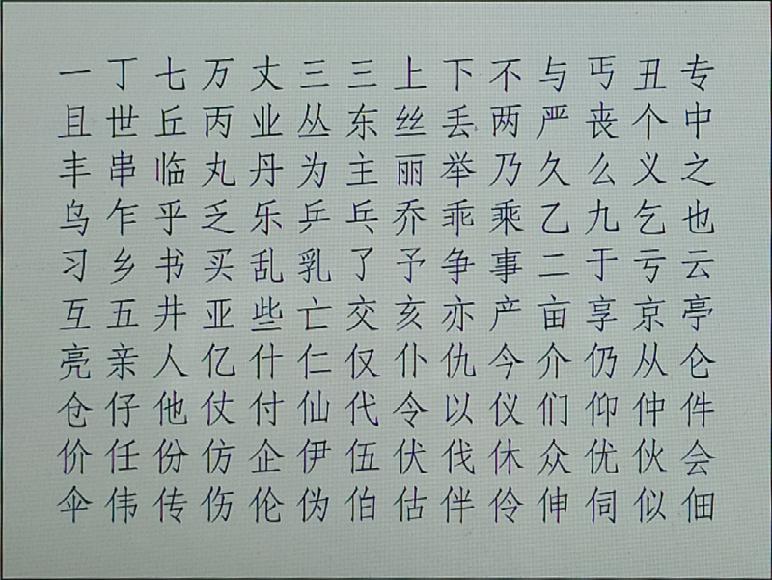 一丁七万丈三三上下不与丐丑专
且世丘丙业丛东丝丢两严丧个中
丰串临丸丹为主丽举乃久么义之
乌乍乎乏乐乒乓乔乖乘乙九乞也
习乡书买乱乳了予争事二于亏云
互五井亚些亡交亥亦产亩享京亭
亮亲人亿什仁仅仆仇今介仍从仑
仓仔他仗付仙代令以仪们仰仲件
价任份仿企伊伍伏伐休众优伙会
伞伟传伤伦伪伯估伴伶伸伺似佃